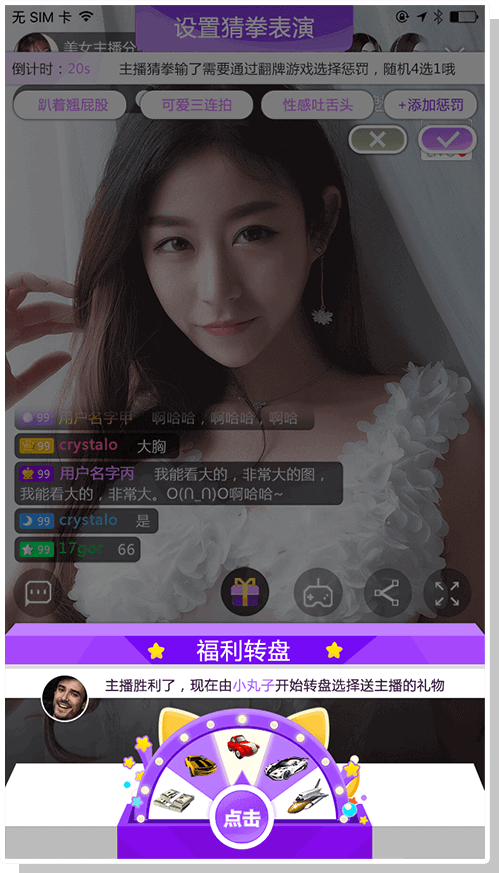 无 SIM 卡
设置猜拳表演
美女主播分
倒计时：20s 主播猜拳输了需要通过翻牌游戏选择惩罚，随机4选1哦
趴着翘屁股 可爱三连拍 性感吐舌头 +添加惩罚
99 用户名字甲 啊哈哈，啊哈哈，啊哈
99 crystalo 大胸
99 用户名字丙 我能看大的，非常大的图，
我能看大的，非常大。O(∩_∩)O啊哈哈~
99 crystalo 是
99 17gor 66
福利转盘
主播胜利了，现在由小丸子开始转盘选择送主播的礼物
点击